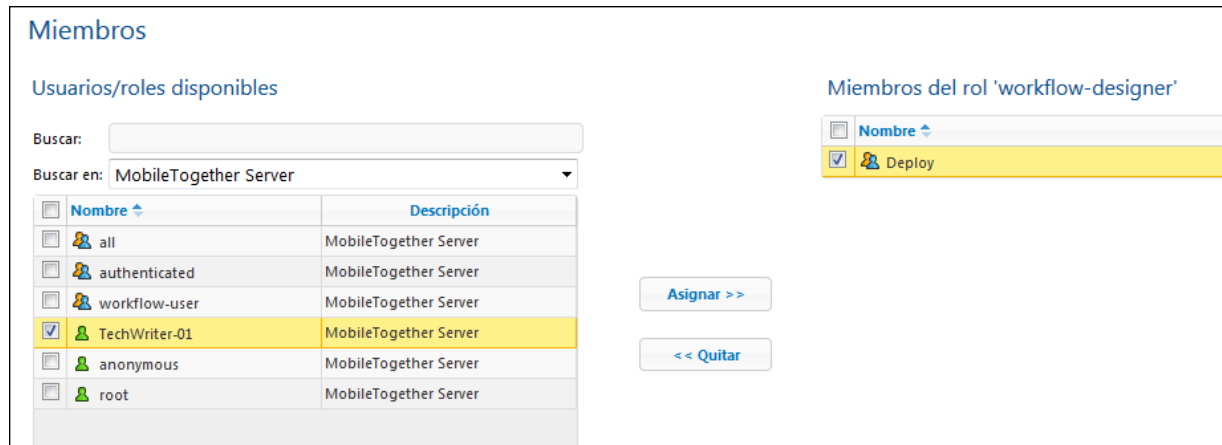 Miembros
Usuarios/roles disponibles
Buscar:
Buscar en: MobileTogether Server
Nombre Descripción
all MobileTogether Server
authenticated MobileTogether Server
workflow-user MobileTogether Server
TechWriter-01 MobileTogether Server
anonymous MobileTogether Server
root MobileTogether Server
Asignar >>
<< Quitar
Miembros del rol 'workflow-designer'
Nombre
Deploy